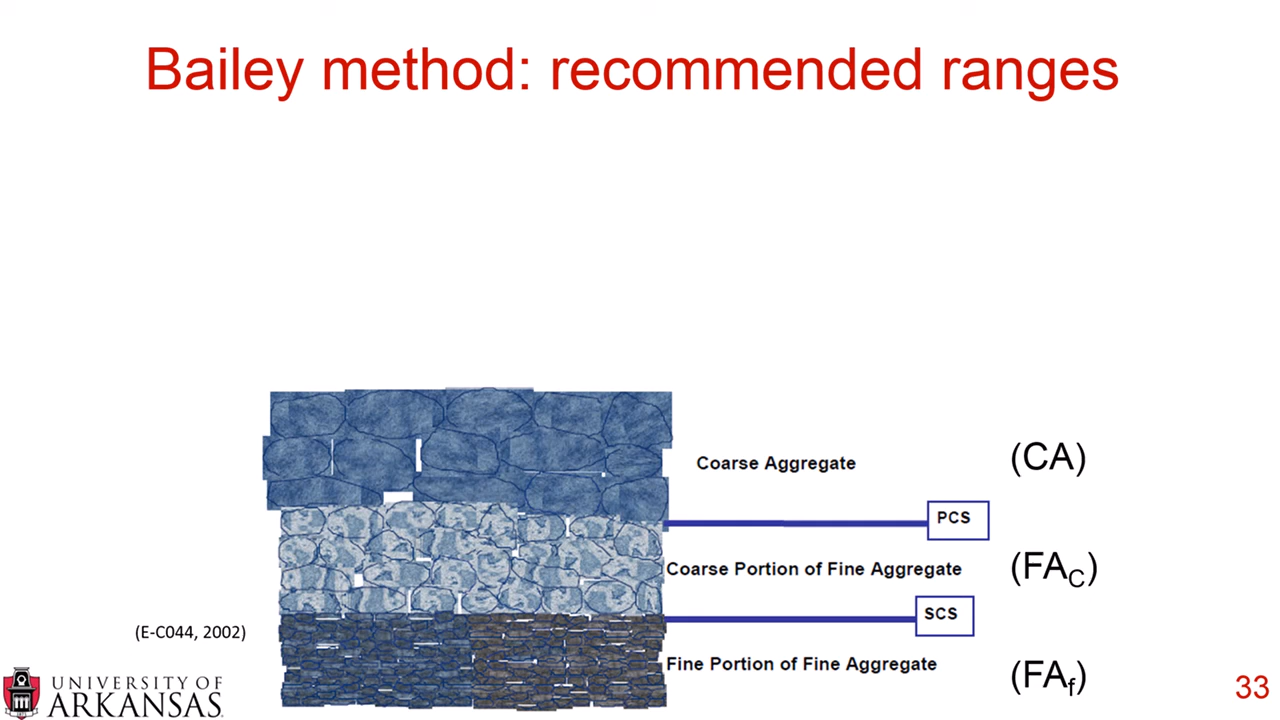 Bailey method: recommended ranges
Coarse Aggregate (CA)
PCS
Coarse Portion of Fine Aggregate (FAC)
SCS
(E-C044, 2002)
Fine Portion of Fine Aggregate (FAf)
UNIVERSITY OF
ARKANSAS
33